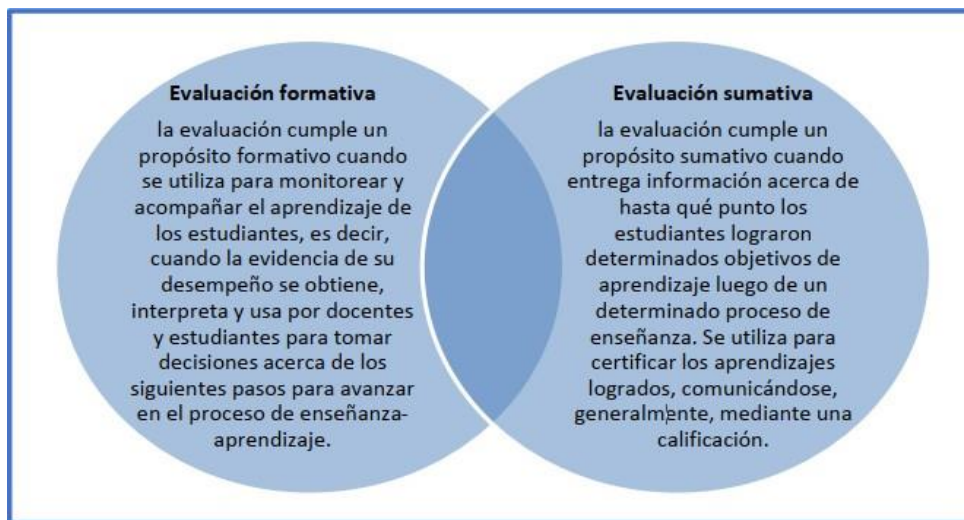 Evaluación formativa
la evaluación cumple un
propósito formativo cuando
se utiliza para monitorear y
acompañar el aprendizaje de
los estudiantes, es decir,
cuando la evidencia de su
desempeño se obtiene,
interpreta y usa por docentes
y estudiantes para tomar
decisiones acerca de los
siguientes pasos para avanzar
en el proceso de enseñanza-
aprendizaje.
Evaluación sumativa
la evaluación cumple un
propósito sumativo cuando
entrega información acerca de
hasta qué punto los
estudiantes lograron
determinados objetivos de
aprendizaje luego de un
determinado proceso de
enseñanza. Se utiliza para
certificar los aprendizajes
logrados, comunicándose,
generalmente, mediante una
calificación.